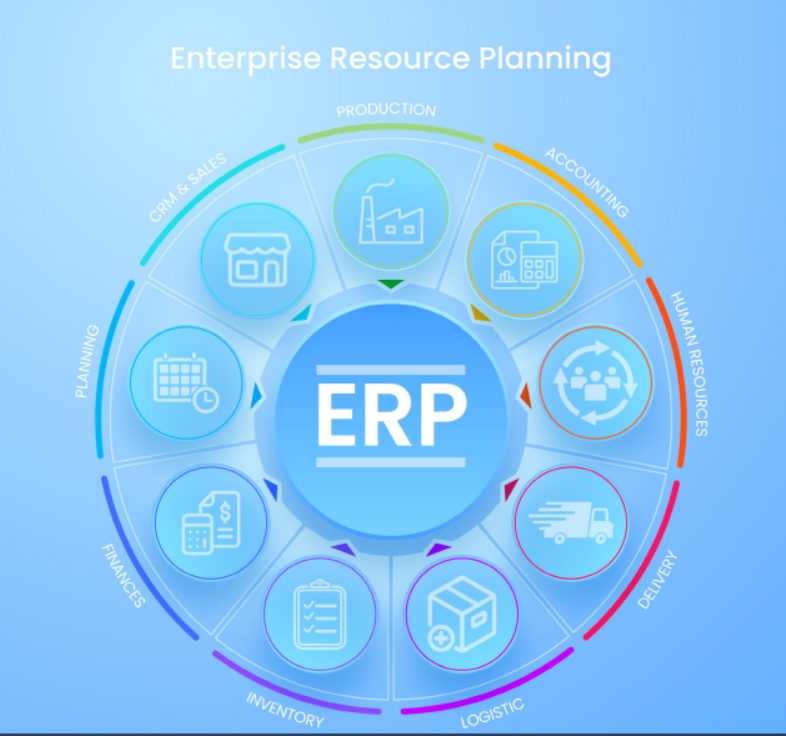 Enterprise Resource Planning
PRODUCTION
ACCOUNTING
HUMAN RESOURCES
DELIVERY
LOGISTIC
INVENTORY
FINANCES
PLANNING
CRM & SALES
ERP
$